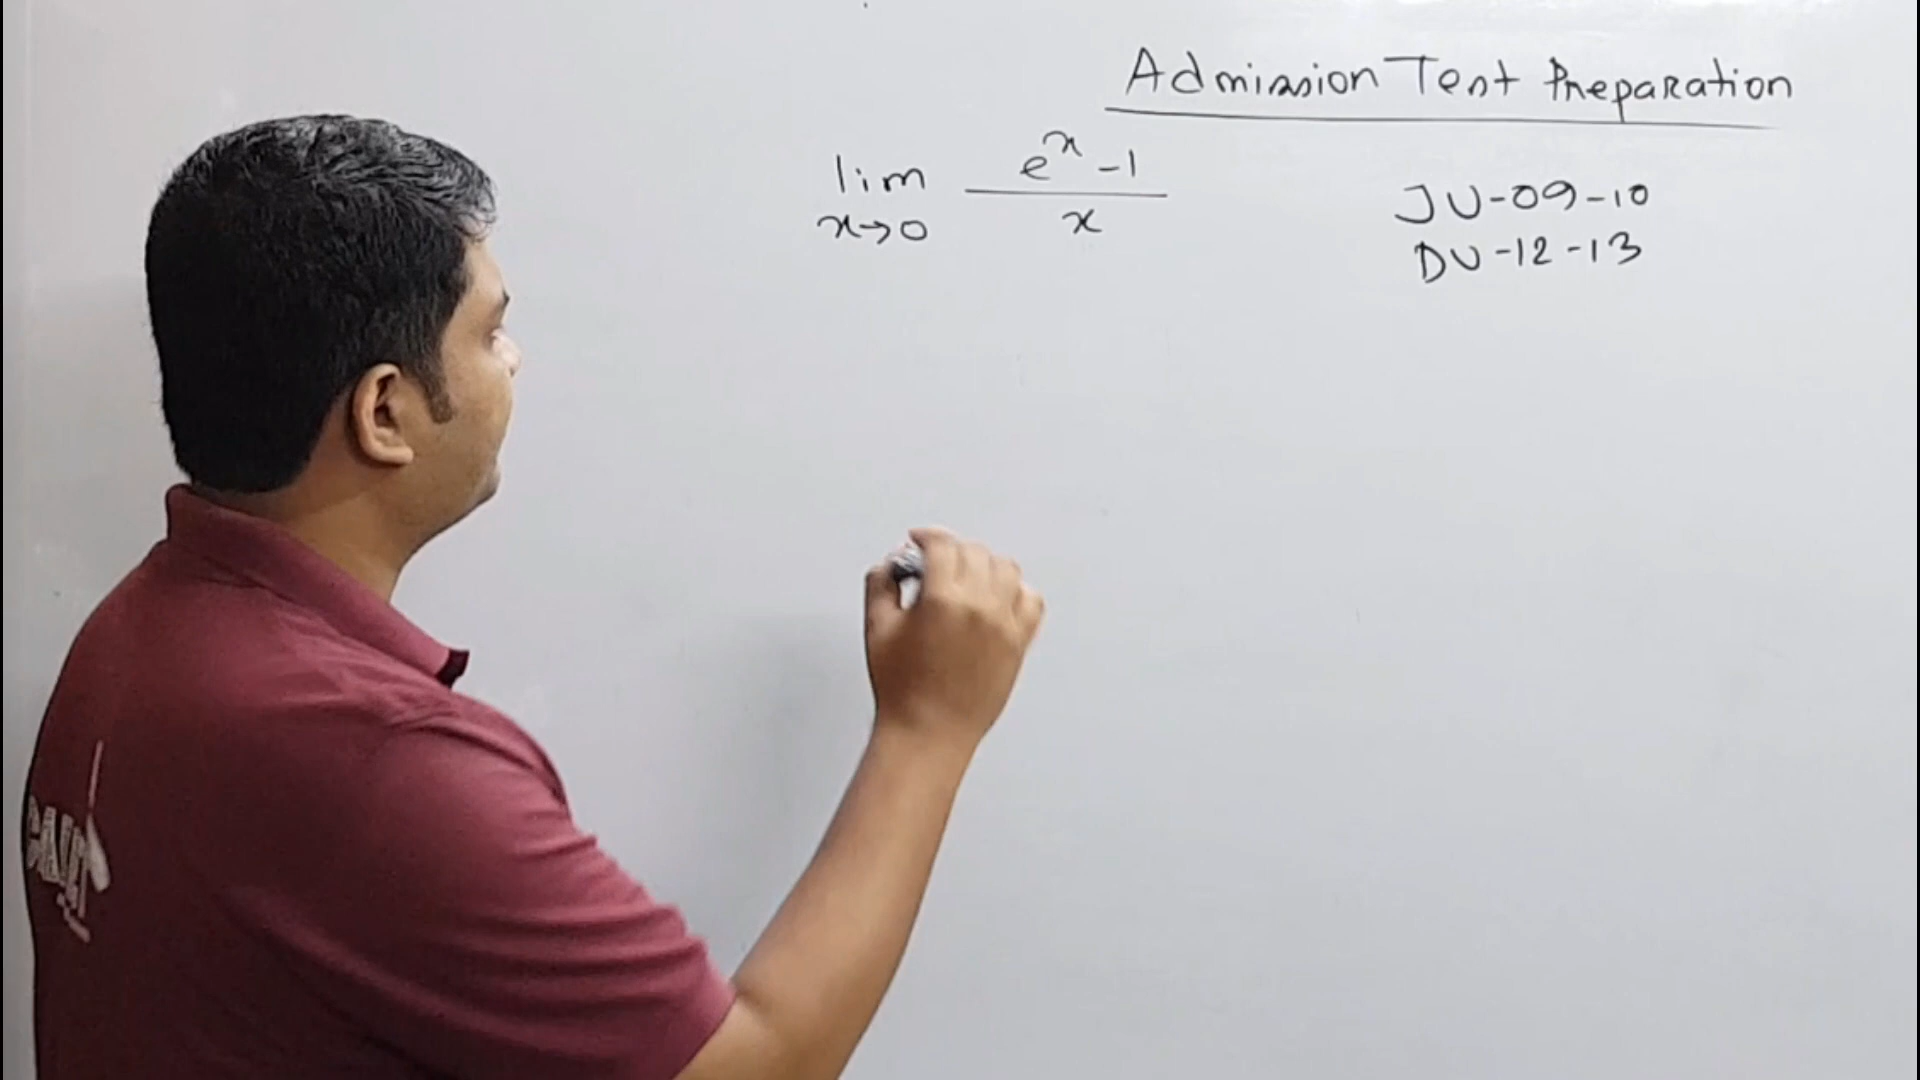 Admission Test Preparation
lim e^x -1 / x
x→0
JU-09-10
DU-12-13